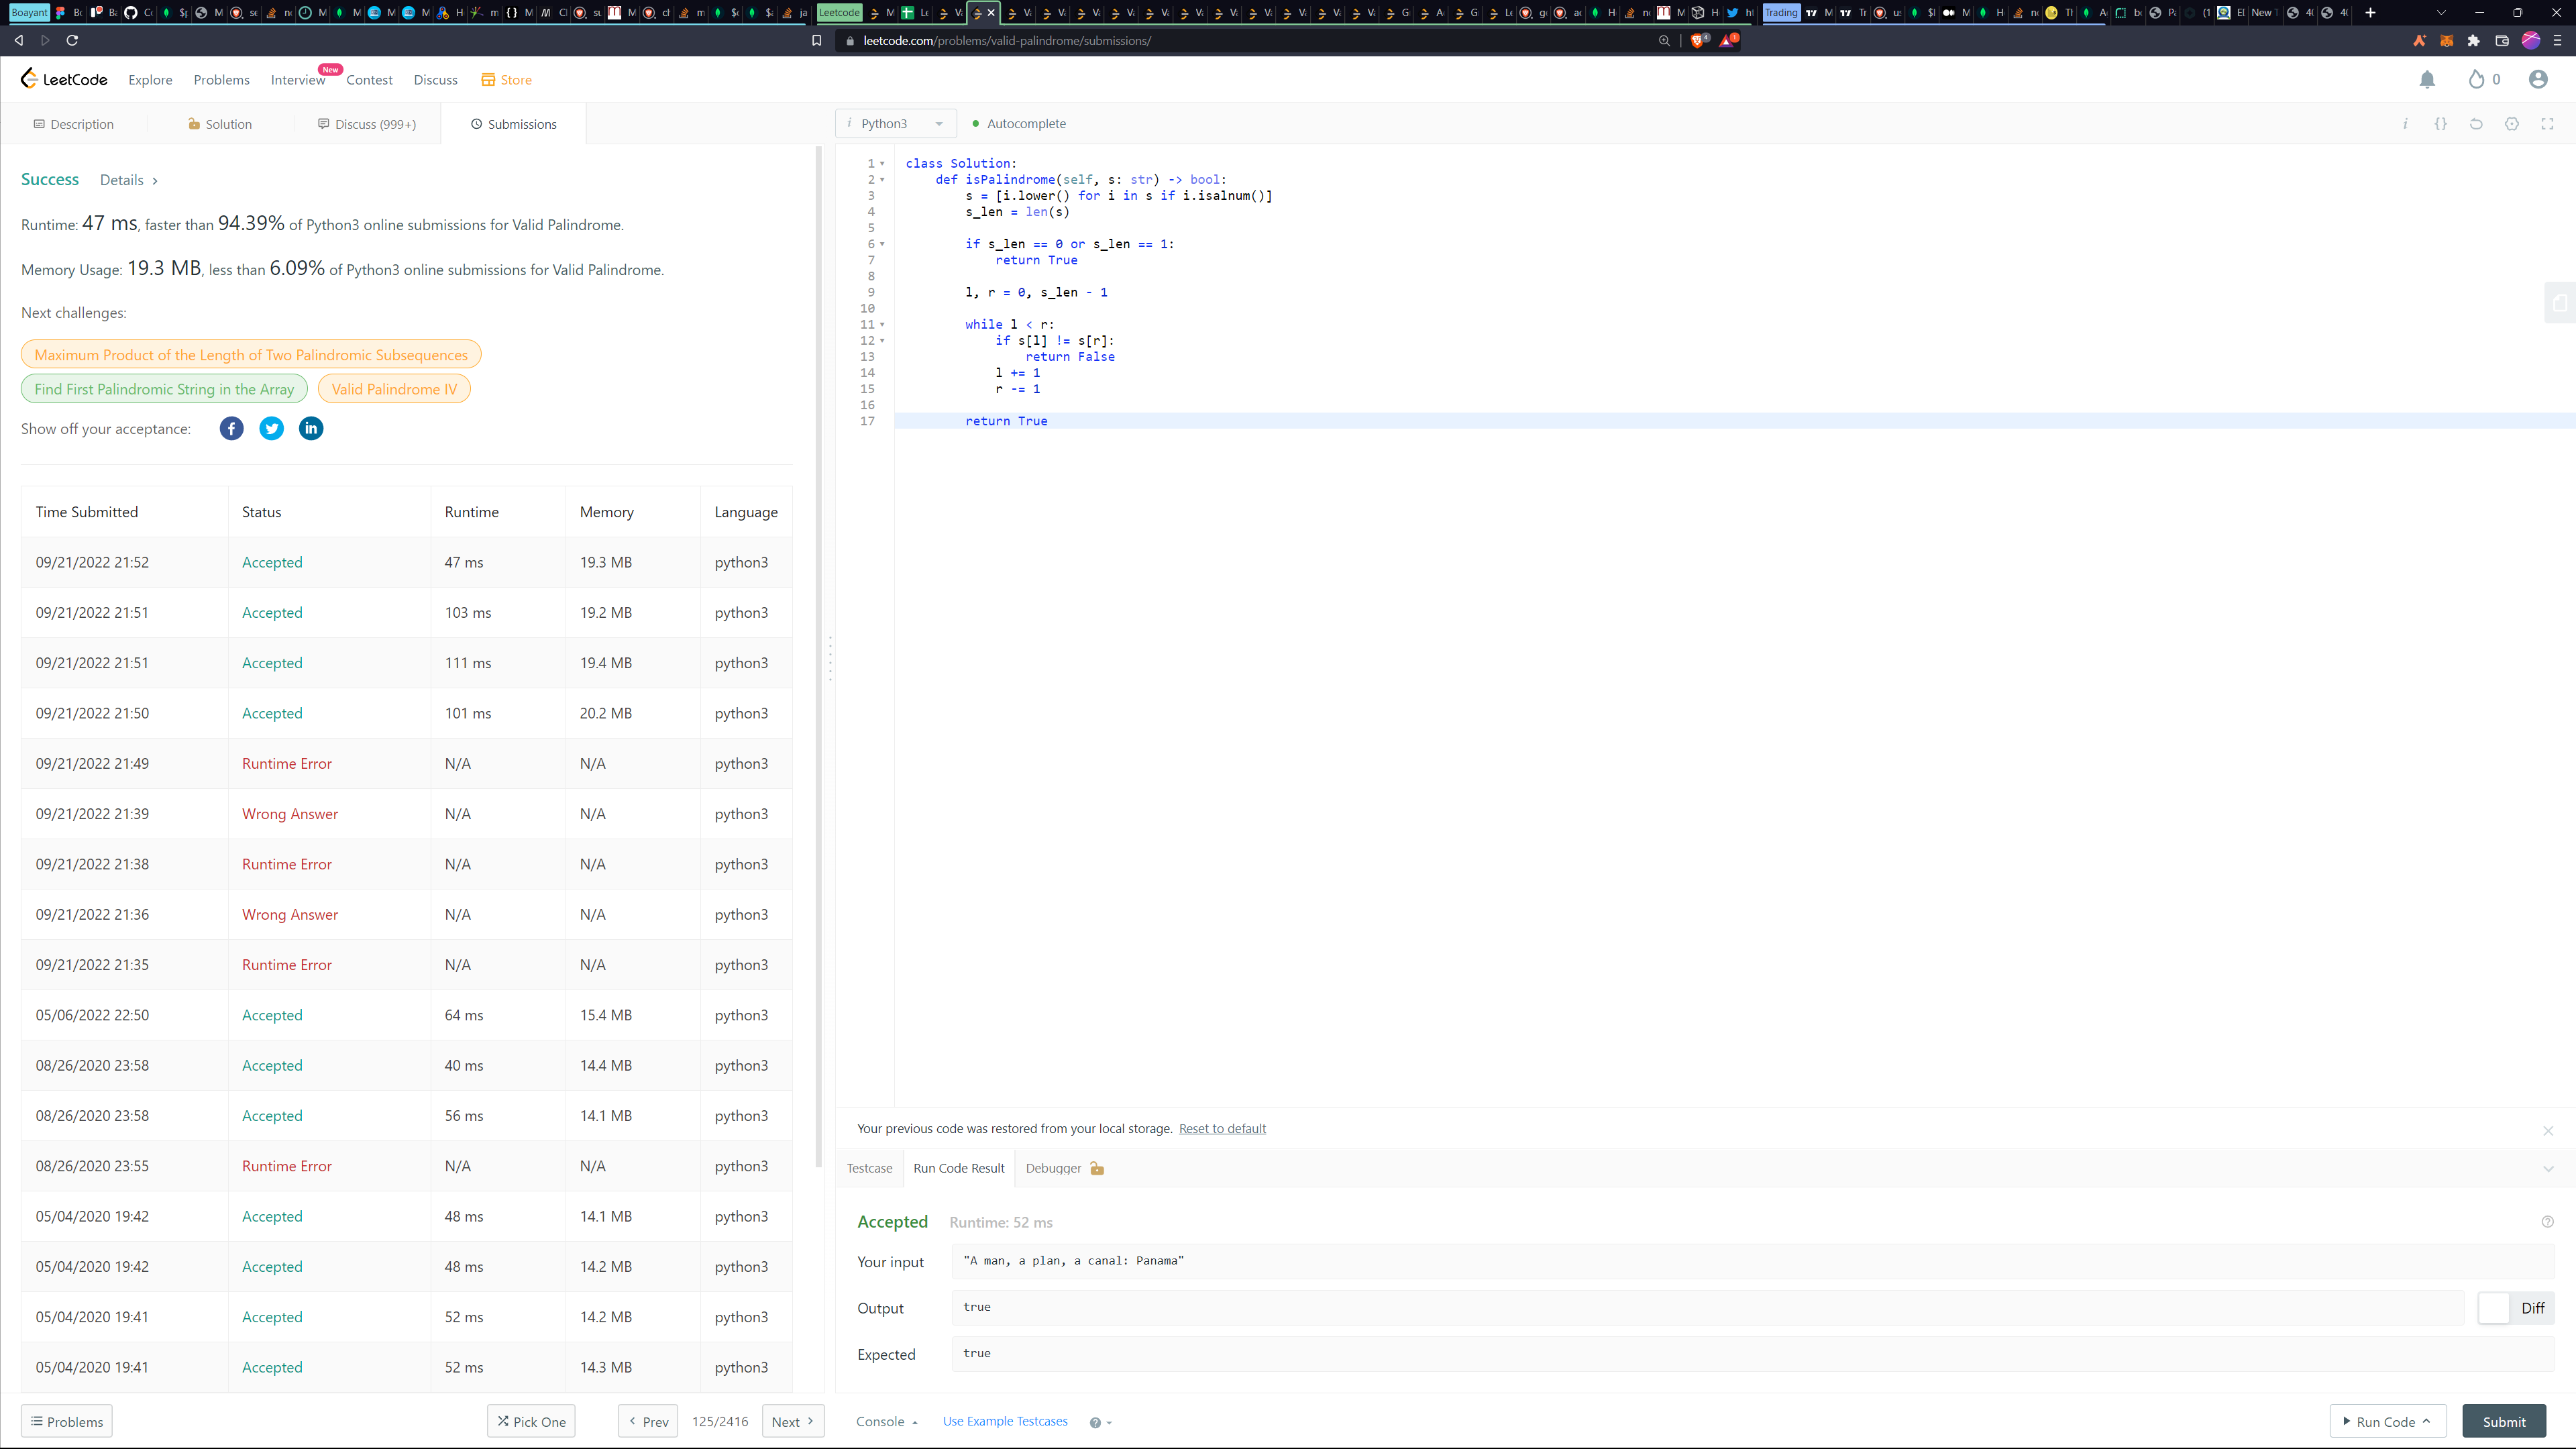 Boayant
Leetcode
Trading
leetcode.com/problems/valid-palindrome/submissions/
LeetCode Explore Problems Interview New Contest Discuss Store 0
Description Solution Discuss (999+) Submissions
Python3 Autocomplete
Success Details >
Runtime: 47 ms, faster than 94.39% of Python3 online submissions for Valid Palindrome.
Memory Usage: 19.3 MB, less than 6.09% of Python3 online submissions for Valid Palindrome.
Next challenges:
Maximum Product of the Length of Two Palindromic Subsequences
Find First Palindromic String in the Array Valid Palindrome IV
Show off your acceptance:
Time Submitted Status Runtime Memory Language
09/21/2022 21:52 Accepted 47 ms 19.3 MB python3
09/21/2022 21:51 Accepted 103 ms 19.2 MB python3
09/21/2022 21:51 Accepted 111 ms 19.4 MB python3
09/21/2022 21:50 Accepted 101 ms 20.2 MB python3
09/21/2022 21:49 Runtime Error N/A N/A python3
09/21/2022 21:39 Wrong Answer N/A N/A python3
09/21/2022 21:38 Runtime Error N/A N/A python3
09/21/2022 21:36 Wrong Answer N/A N/A python3
09/21/2022 21:35 Runtime Error N/A N/A python3
05/06/2022 22:50 Accepted 64 ms 15.4 MB python3
08/26/2020 23:58 Accepted 40 ms 14.4 MB python3
08/26/2020 23:58 Accepted 56 ms 14.1 MB python3
08/26/2020 23:55 Runtime Error N/A N/A python3
05/04/2020 19:42 Accepted 48 ms 14.1 MB python3
05/04/2020 19:42 Accepted 48 ms 14.2 MB python3
05/04/2020 19:41 Accepted 52 ms 14.2 MB python3
05/04/2020 19:41 Accepted 52 ms 14.3 MB python3
Problems Pick One < Prev 125/2416 Next >
1 class Solution:
2 def isPalindrome(self, s: str) -> bool:
3 s = [i.lower() for i in s if i.isalnum()]
4 s_len = len(s)
5
6 if s_len == 0 or s_len == 1:
7 return True
8
9 l, r = 0, s_len - 1
10
11 while l < r:
12 if s[l] != s[r]:
13 return False
14 l += 1
15 r -= 1
16
17 return True
Your previous code was restored from your local storage. Reset to default
Testcase Run Code Result Debugger
Accepted Runtime: 52 ms
Your input "A man, a plan, a canal: Panama"
Output true Diff
Expected true
Console Use Example Testcases Run Code Submit